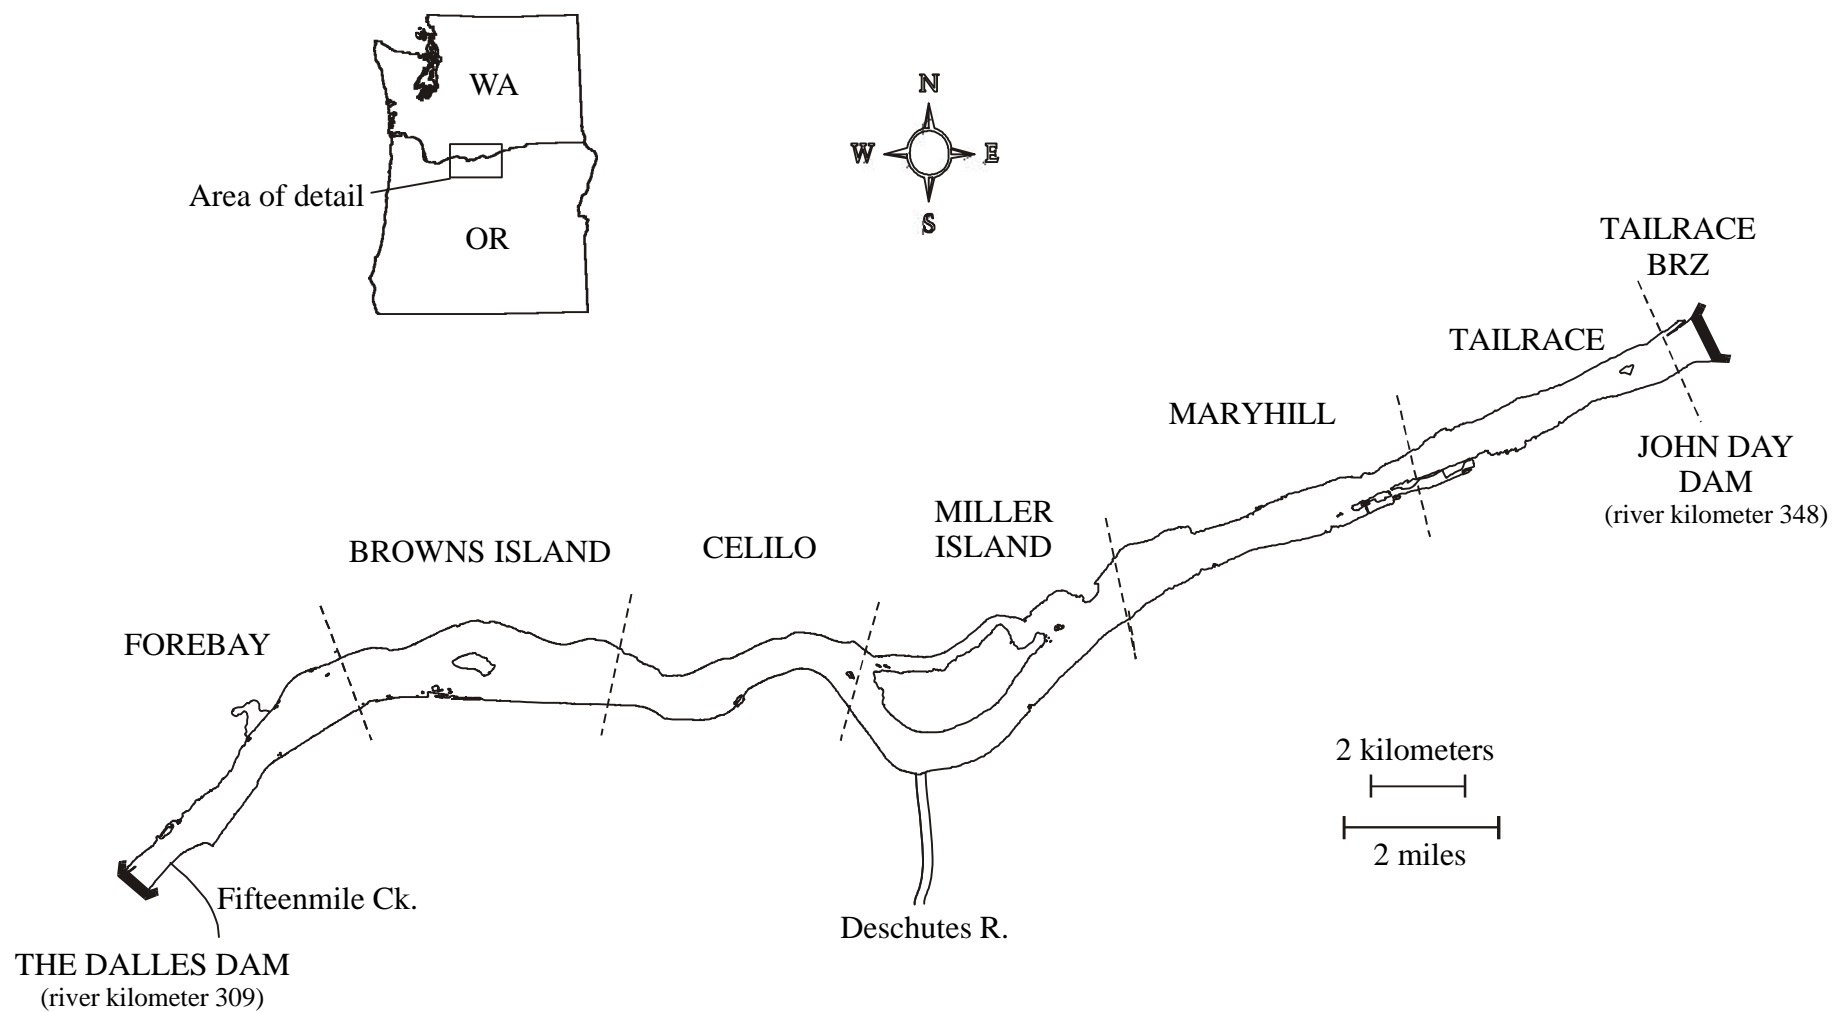 WA
Area of detail
OR
N
W
E
S
TAILRACE
BRZ
TAILRACE
MARYHILL
JOHN DAY
DAM
(river kilometer 348)
MILLER
ISLAND
CELILO
BROWNS ISLAND
FOREBAY
2 kilometers
2 miles
Fifteenmile Ck.
Deschutes R.
THE DALLES DAM
(river kilometer 309)